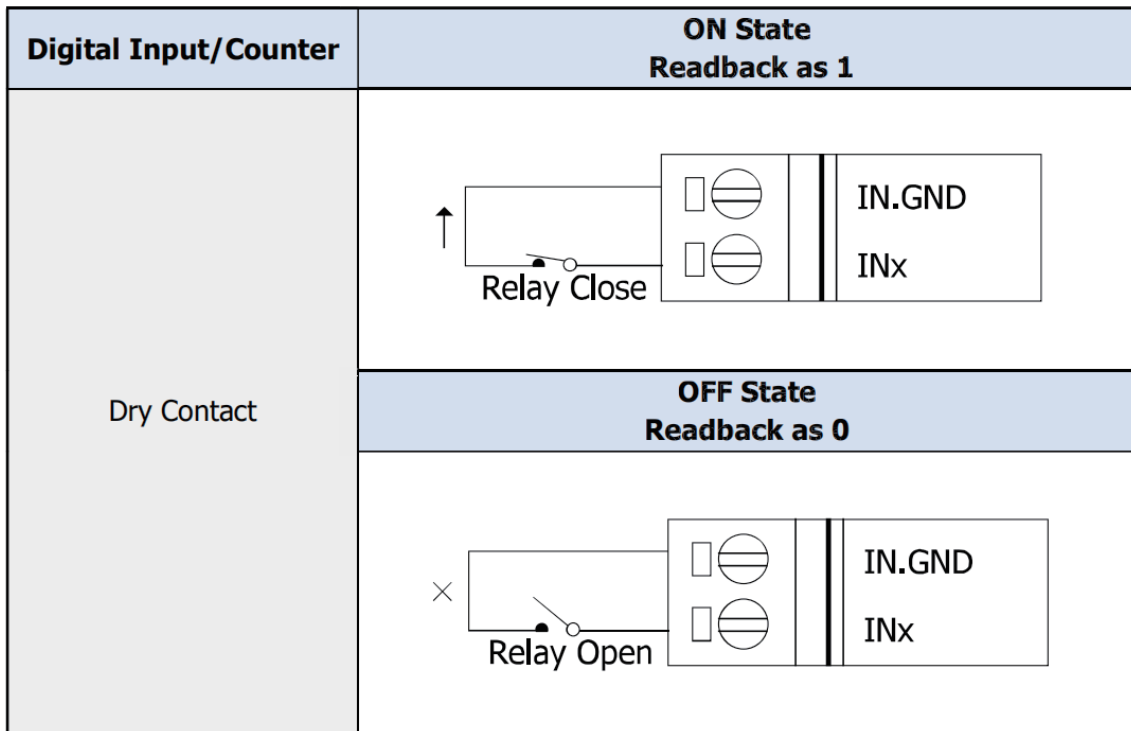 Digital Input/Counter
ON State
Readback as 1
Dry Contact
IN.GND
INx
Relay Close
OFF State
Readback as 0
IN.GND
INx
Relay Open